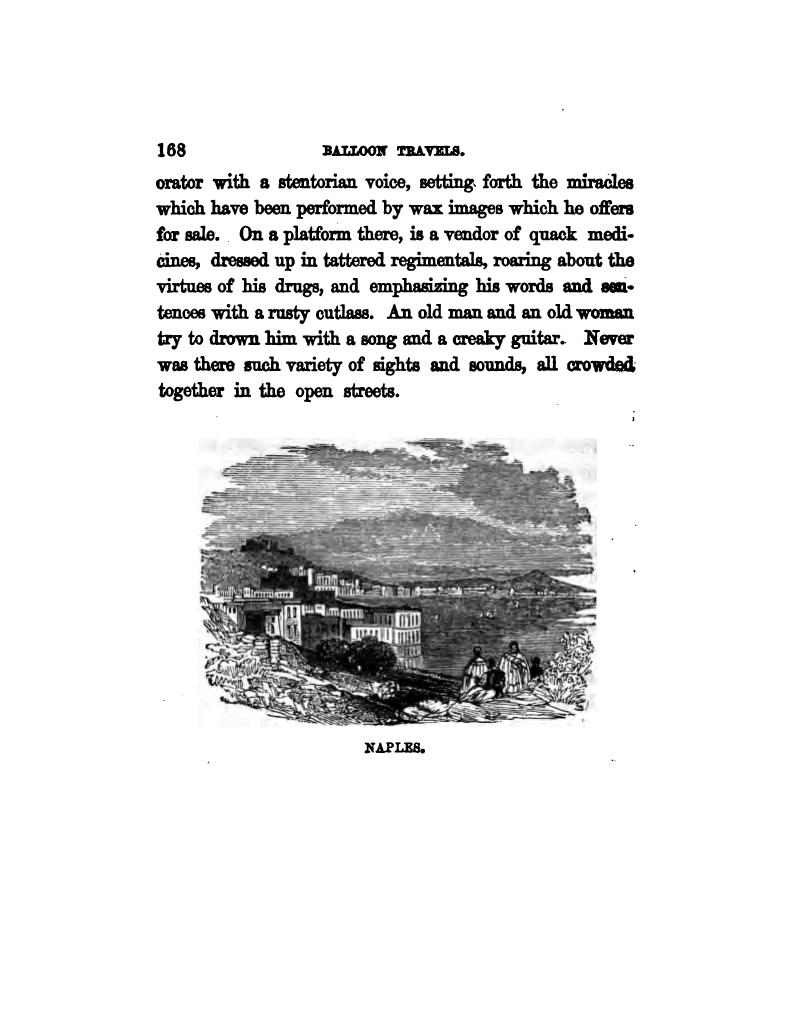 168 BALLOON TRAVELS.
orator with a stentorian voice, setting forth the miracles
which have been performed by wax images which he offers
for sale. On a platform there, is a vendor of quack medi-
cines, dressed up in tattered regimentals, roaring about the
virtues of his drugs, and emphasizing his words and sen-
tences with a rusty cutlass. An old man and an old woman
try to drown him with a song and a creaky guitar. Never
was there such variety of sights and sounds, all crowded
together in the open streets.
NAPLES.